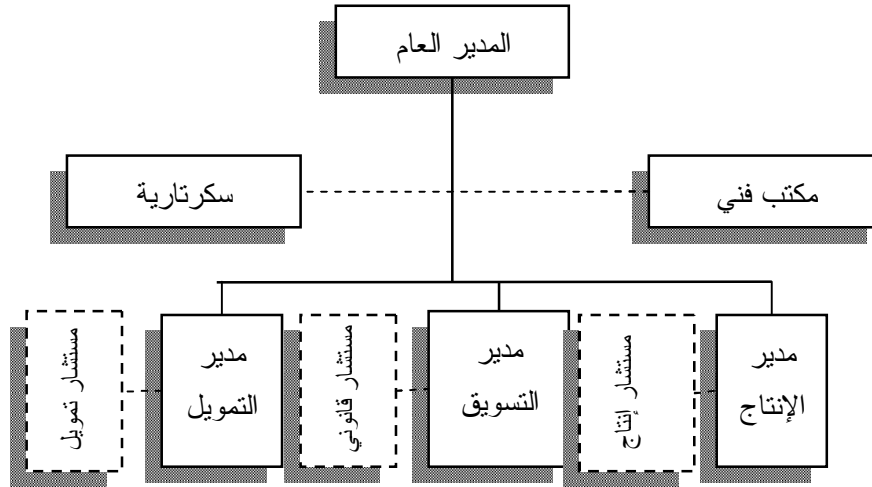 المدير العام
مكتب فني
سكرتارية
مدير
الإنتاج
مستشار إنتاج
مدير
التسويق
مستشار قانوني
مدير
التمويل
مستشار تمويل